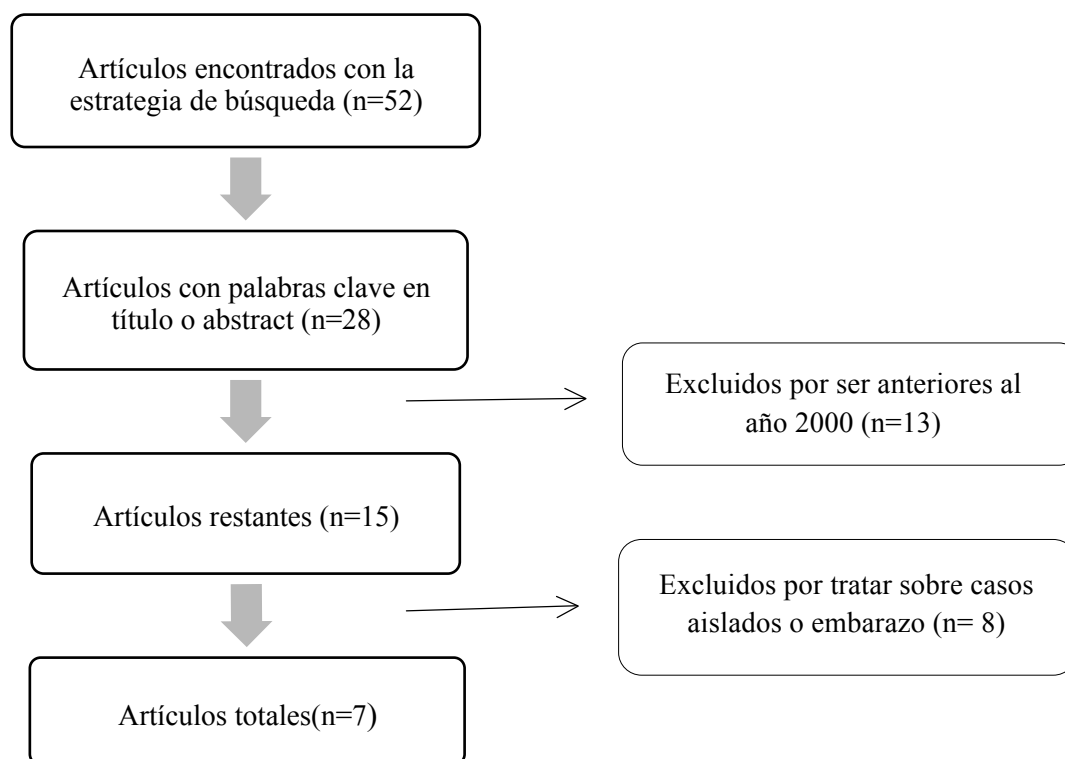 Artículos encontrados con la
estrategia de búsqueda (n=52)
Artículos con palabras clave en
título o abstract (n=28)
Excluidos por ser anteriores al
año 2000 (n=13)
Artículos restantes (n=15)
Excluidos por tratar sobre casos
aislados o embarazo (n= 8)
Artículos totales(n=7)